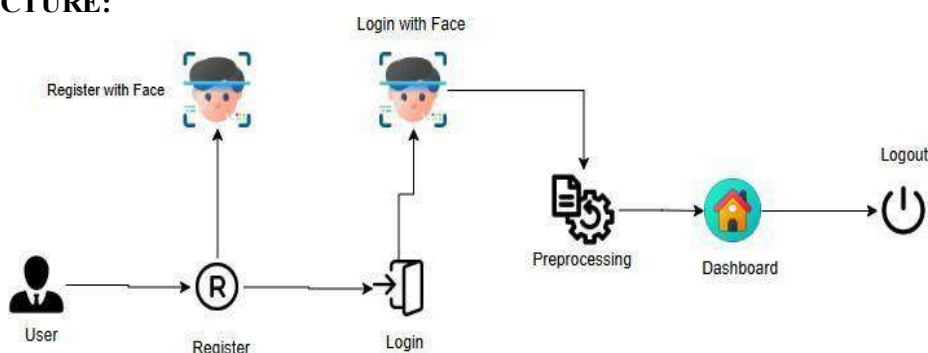 CTURE:
Login with Face
Register with Face
Logout
R
Preprocessing
Dashboard
User
Register
Login